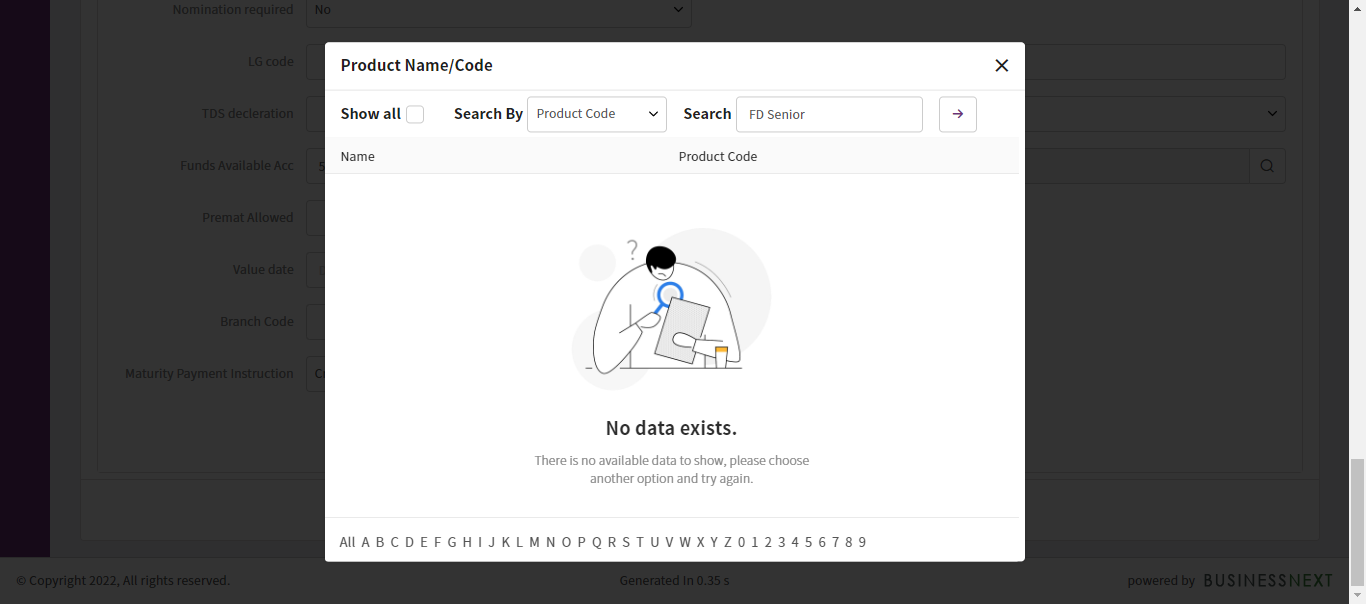 Nomination required No
Product Name/Code
LG code
Show all Search By Product Code Search FD Senior
TDS decleration
Name Product Code
Funds Available Acc
Premat Allowed
?
Value date
Branch Code
Maturity Payment Instruction
No data exists.
There is no available data to show, please choose
another option and try again.
All A B C D E F G H I J K L M N O P Q R S T U V W X Y Z 0 1 2 3 4 5 6 7 8 9
© Copyright 2022, All rights reserved. Generated In 0.35 s powered by BUSINESSNEXT